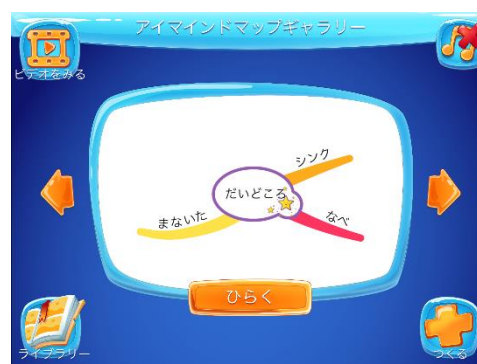 アイマインドマップギャラリー
ビデオをみる
シンク
だいどころ
まないた
なべ
ひらく
ライブラリー
つくる